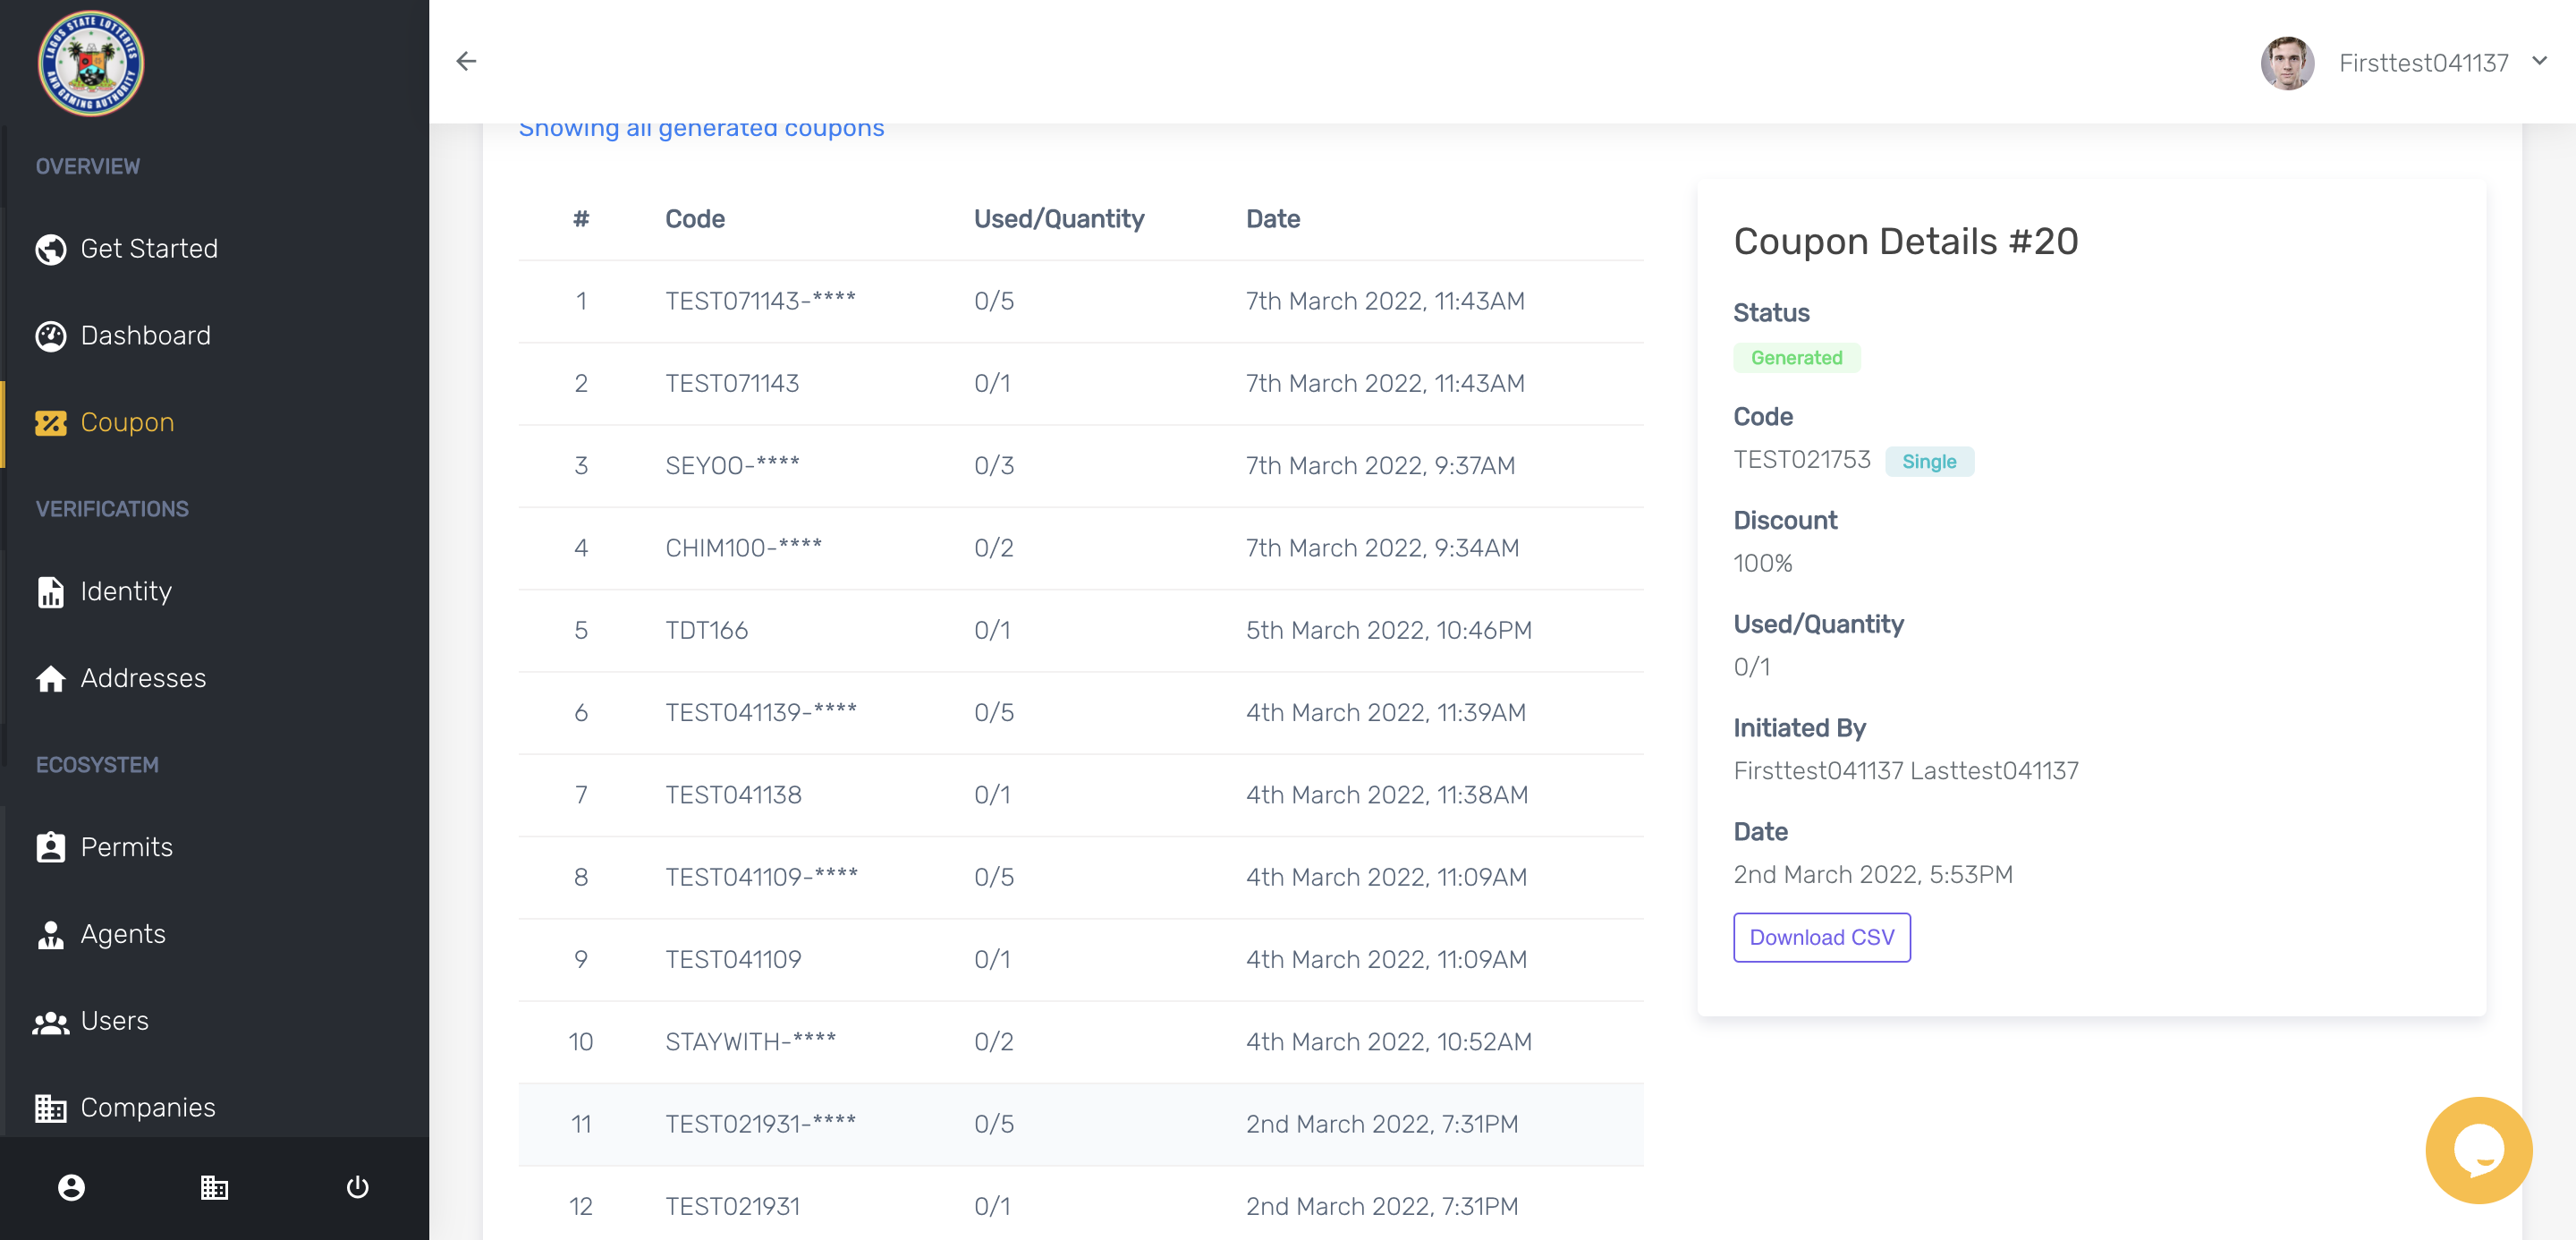 LAGOS STATE LOTTERIES
AND GAMING AUTHORITY
OVERVIEW
Get Started
Dashboard
Coupon
VERIFICATIONS
Identity
Addresses
ECOSYSTEM
Permits
Agents
Users
Companies
Firsttest041137
Showing all generated coupons
# Code Used/Quantity Date
1 TEST071143-**** 0/5 7th March 2022, 11:43AM
2 TEST071143 0/1 7th March 2022, 11:43AM
3 SEYOO-**** 0/3 7th March 2022, 9:37AM
4 CHIM100-**** 0/2 7th March 2022, 9:34AM
5 TDT166 0/1 5th March 2022, 10:46PM
6 TEST041139-**** 0/5 4th March 2022, 11:39AM
7 TEST041138 0/1 4th March 2022, 11:38AM
8 TEST041109-**** 0/5 4th March 2022, 11:09AM
9 TEST041109 0/1 4th March 2022, 11:09AM
10 STAYWITH-**** 0/2 4th March 2022, 10:52AM
11 TEST021931-**** 0/5 2nd March 2022, 7:31PM
12 TEST021931 0/1 2nd March 2022, 7:31PM
Coupon Details #20
Status
Generated
Code
TEST021753 Single
Discount
100%
Used/Quantity
0/1
Initiated By
Firsttest041137 Lasttest041137
Date
2nd March 2022, 5:53PM
Download CSV